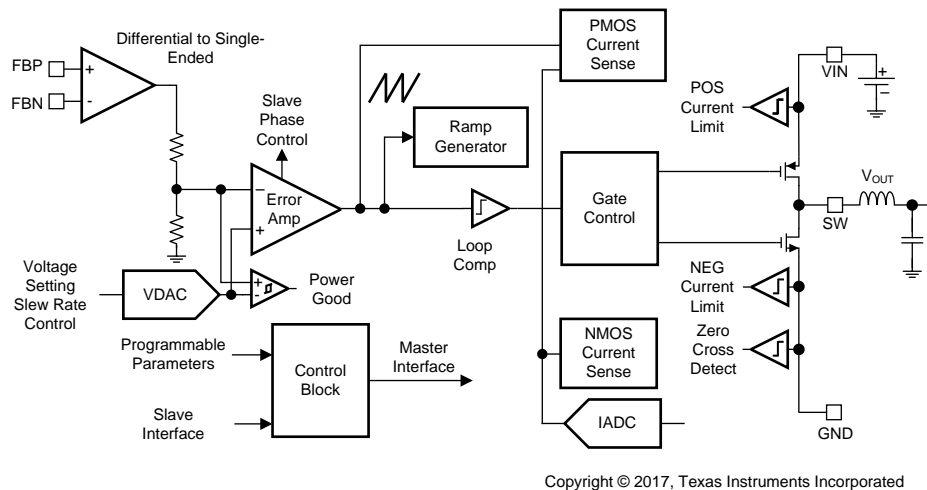 Differential to Single-
Ended
FBP
FBN
+
-
Slave
Phase
Control
Ramp
Generator
PMOS
Current
Sense
VIN
+
−
POS
Current
Limit
−
Error
Amp
+
Loop
Comp
Gate
Control
VOUT
SW
Voltage
Setting
Slew Rate
Control
VDAC
+
-
Power
Good
NEG
Current
Limit
Programmable
Parameters
Control
Block
Master
Interface
NMOS
Current
Sense
Zero
Cross
Detect
Slave
Interface
IADC
GND
Copyright © 2017, Texas Instruments Incorporated